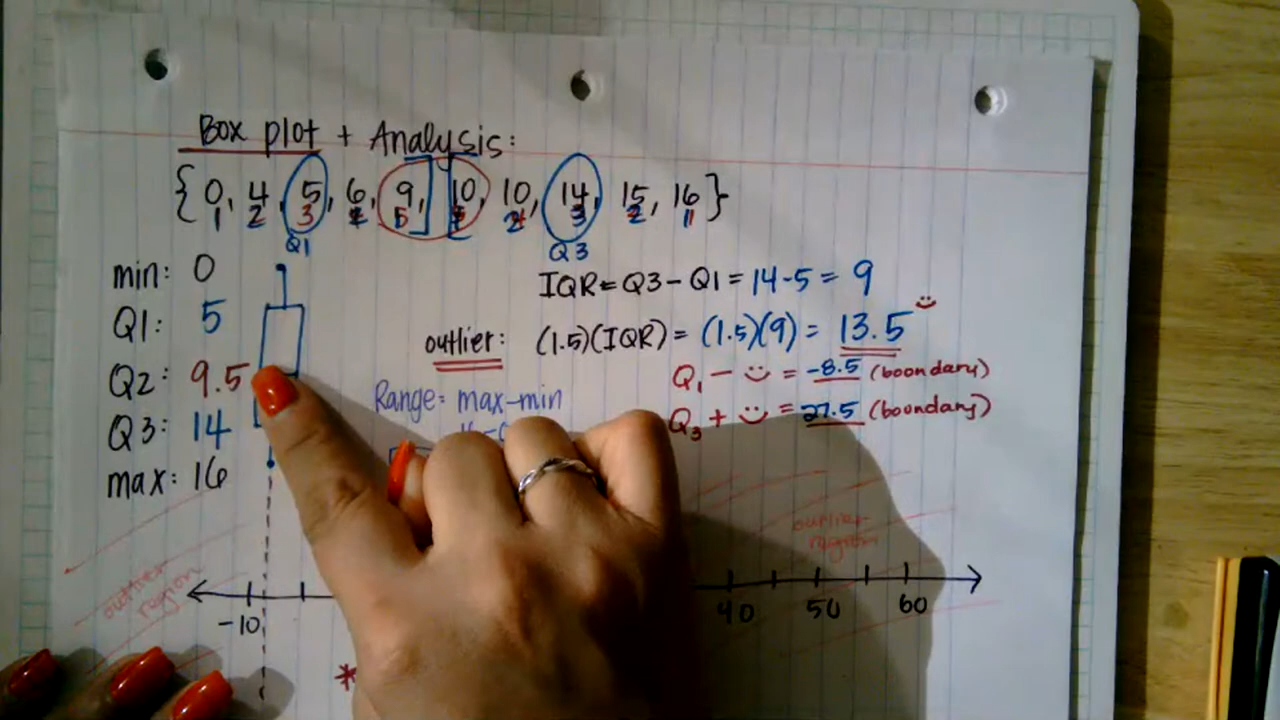 Box plot + Analysis:
{0, 4, 5, 6, 9, 10, 10, 14, 15, 16}
1 2 3 5 2 3 2 1
Q1 Q3
min: 0
Q1: 5
Q2: 9.5
Q3: 14
max: 16
IQR = Q3 - Q1 = 14-5 = 9
outlier: (1.5)(IQR) = (1.5)(9) = 13.5
Q1 - = -8.5 (boundary)
Q3 + = 27.5 (boundary)
Range= max-min
outlier
region
outlier
region
-10 40 50 60
*